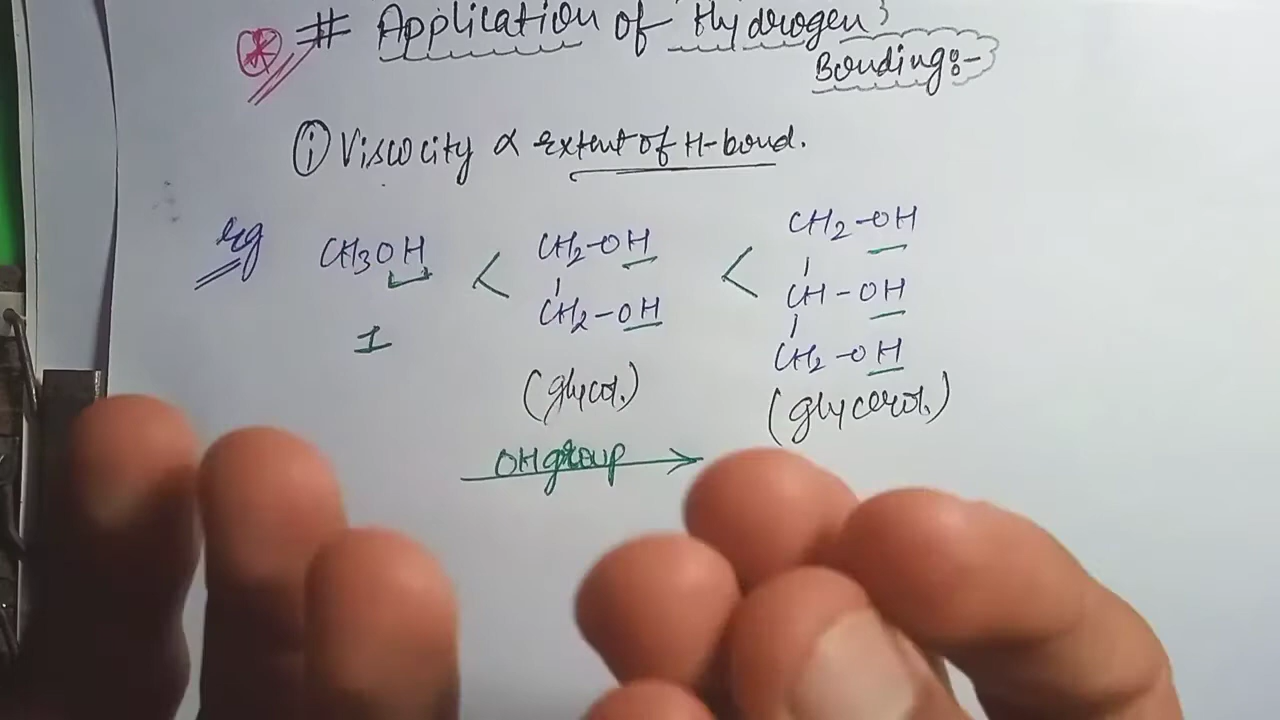 # Application of Hydrogen
Bonding:-
(i) Viscocity ∝ extent of H-bond.
eg CH3OH < CH2-OH < CH2-OH
CH2-OH CH-OH
1 CH2-OH
(glycol.) (glycerol.)
OH group →